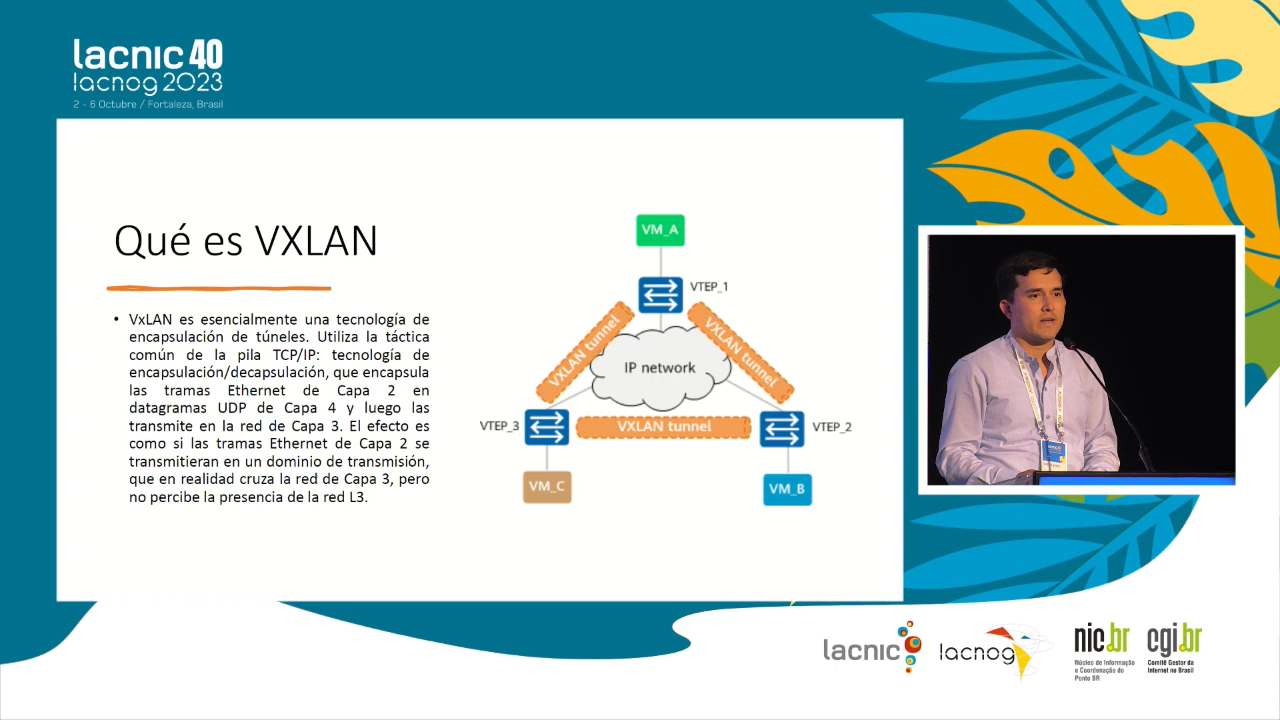 lacnic 40
lacnog 2023
2 - 6 Octubre / Fortaleza, Brasil
Qué es VXLAN
• VxLAN es esencialmente una tecnología de
encapsulación de túneles. Utiliza la táctica
común de la pila TCP/IP: tecnología de
encapsulación/decapsulación, que encapsula
las tramas Ethernet de Capa 2 en
datagramas UDP de Capa 4 y luego las
transmite en la red de Capa 3. El efecto es
como si las tramas Ethernet de Capa 2 se
transmitieran en un dominio de transmisión,
que en realidad cruza la red de Capa 3, pero
no percibe la presencia de la red L3.
VM_A
VTEP_1
VXLAN tunnel
VXLAN tunnel
IP network
VTEP_3
VXLAN tunnel
VTEP_2
VM_C
VM_B
lacnic
lacnog
nic.br
Núcleo de Informação
e Coordenação do
Ponto BR
cgi.br
Comitê Gestor da
Internet no Brasil